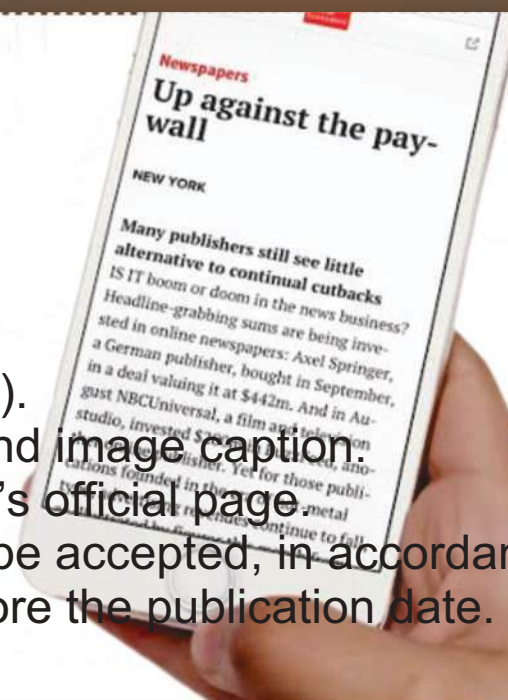 Newspapers
Up against the pay-
wall
NEW YORK
Many publishers still see little
alternative to continual cutbacks
IS IT boom or doom in the news business?
Headline-grabbing sums are being inve-
sted in online newspapers: Axel Springer,
a German publisher, bought in September,
in a deal valuing it at $442m. And in Au-
gust NBCUniversal, a film and television
studio, invested
Yet for those publi-
cations founded in the metal
continue to fall
).
nd image caption.
's official page.
be accepted, in accordan
ore the publication date.